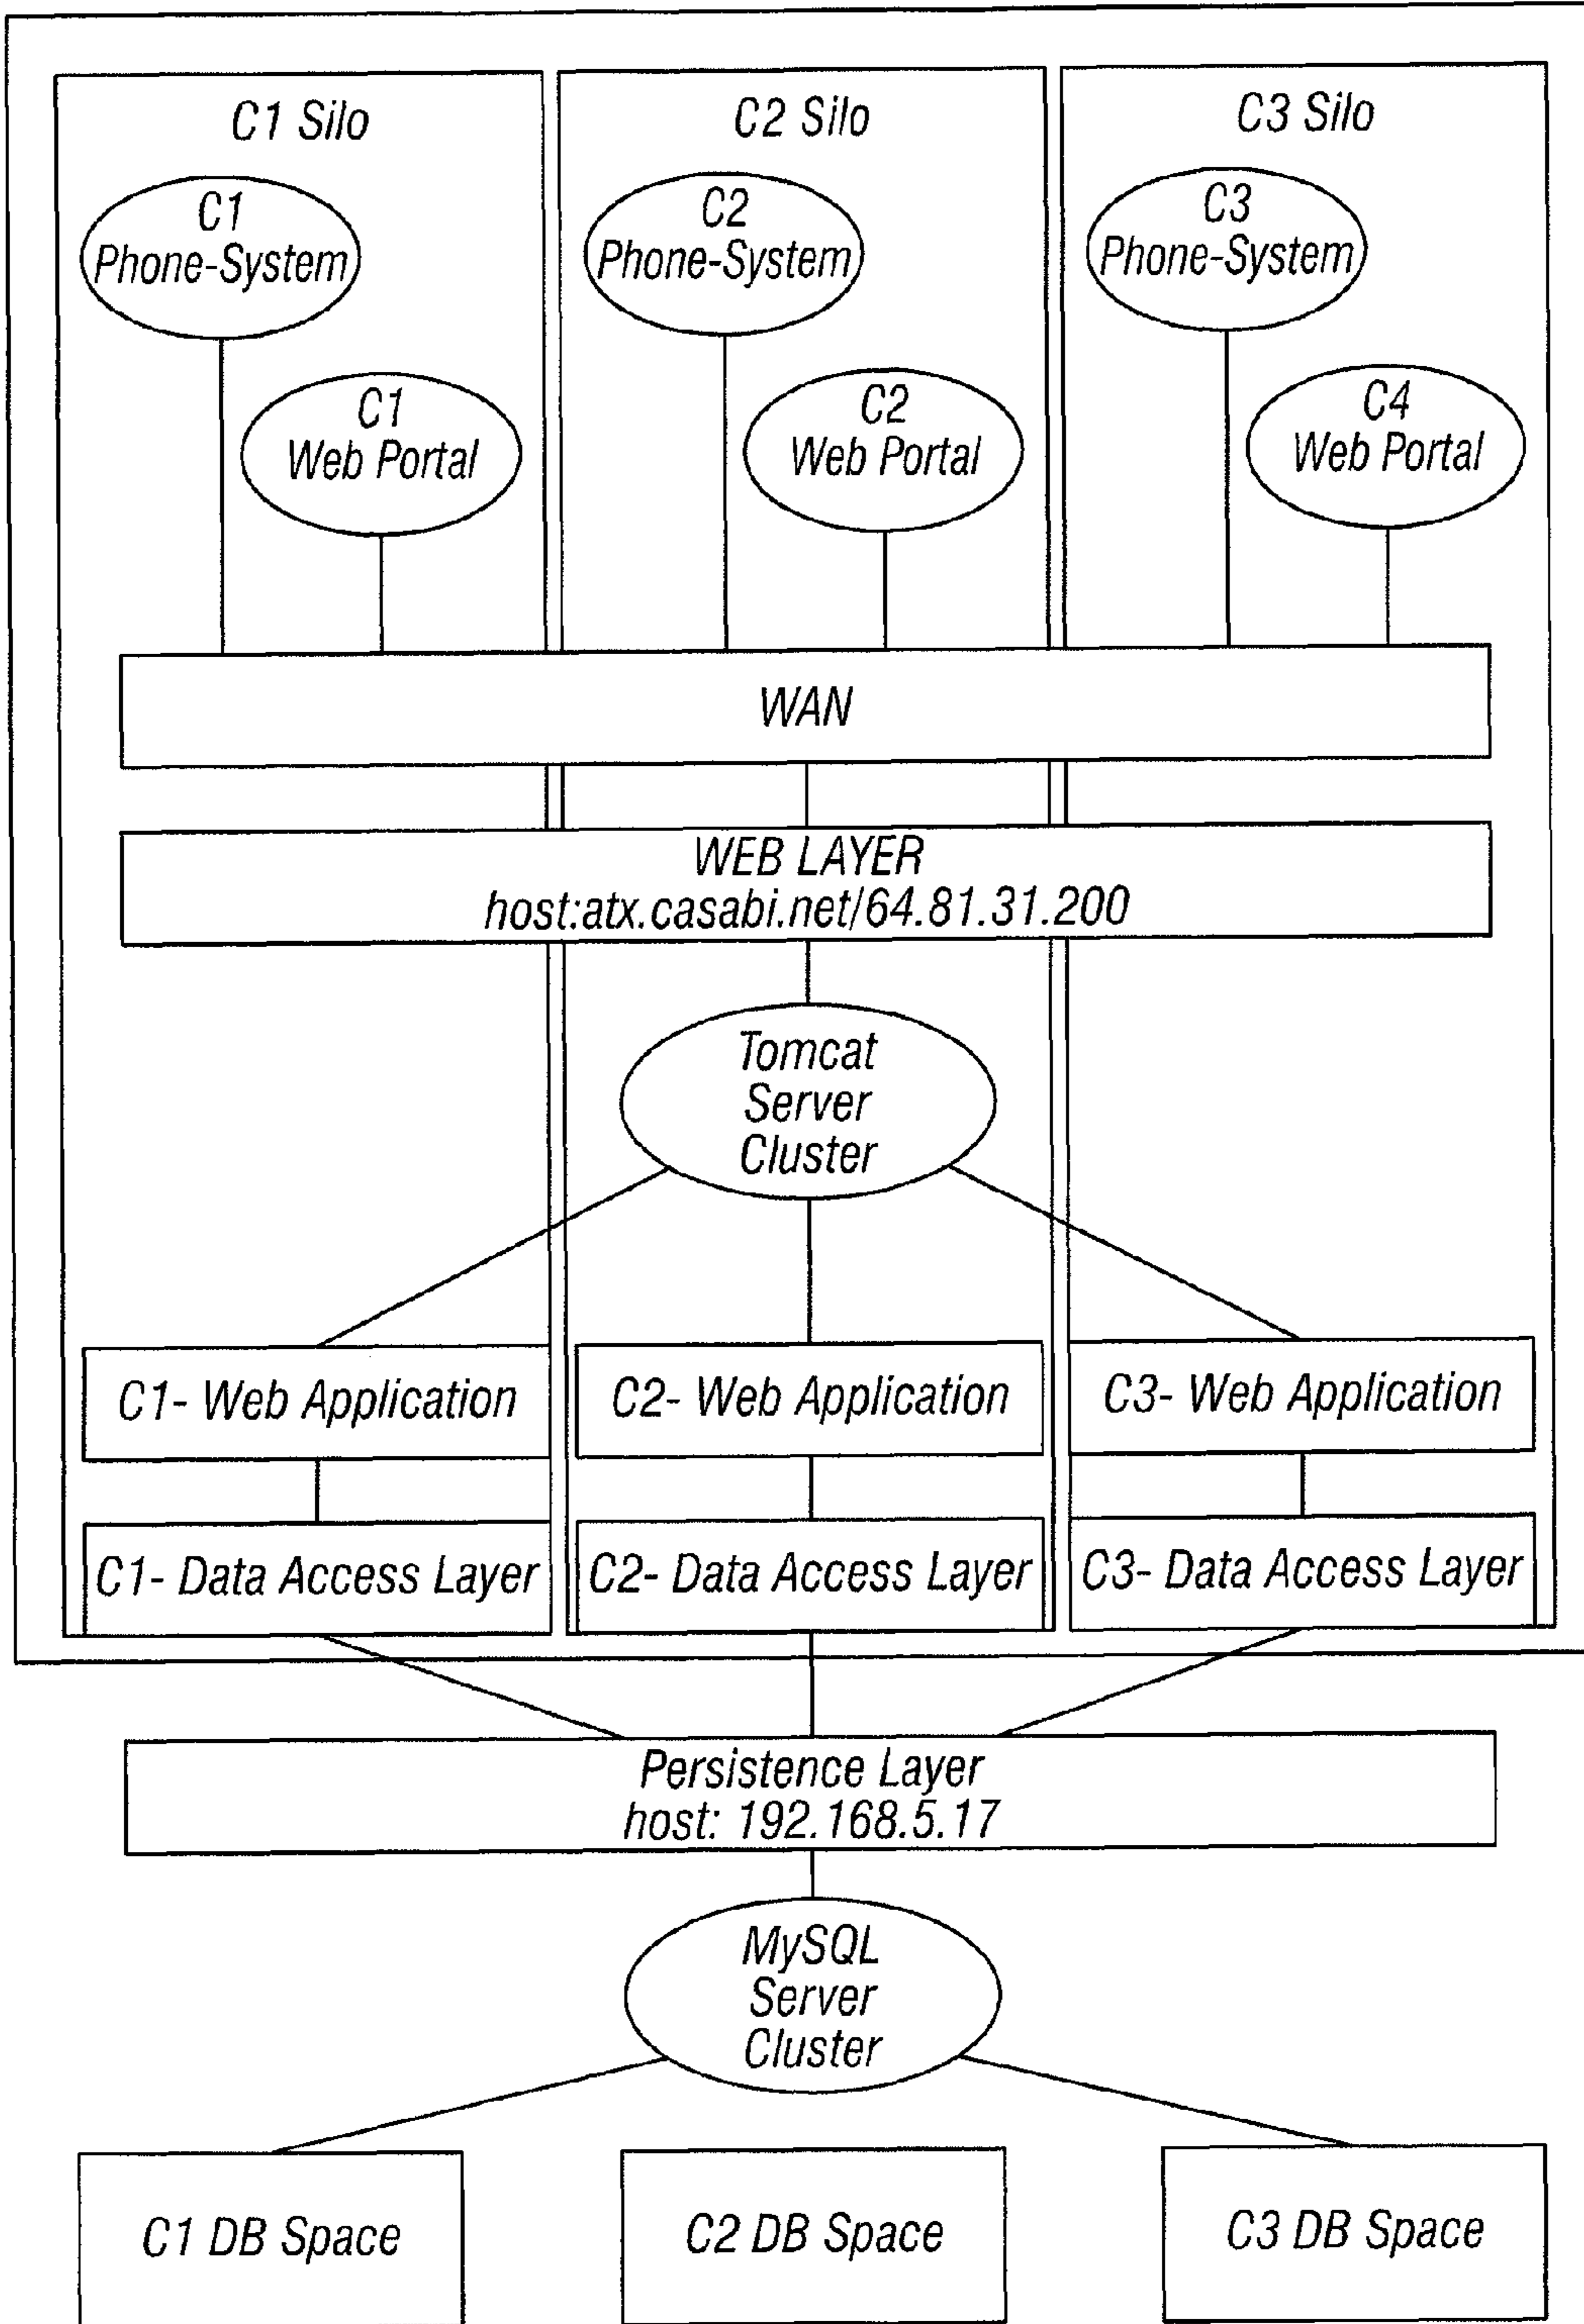 C1 Silo
C2 Silo
C3 Silo
C1
Phone-System
C2
Phone-System
C3
Phone-System
C1
Web Portal
C2
Web Portal
C4
Web Portal
WAN
WEB LAYER
host:atx.casabi.net/64.81.31.200
Tomcat
Server
Cluster
C1- Web Application
C2- Web Application
C3- Web Application
C1- Data Access Layer
C2- Data Access Layer
C3- Data Access Layer
Persistence Layer
host: 192.168.5.17
MySQL
Server
Cluster
C1 DB Space
C2 DB Space
C3 DB Space